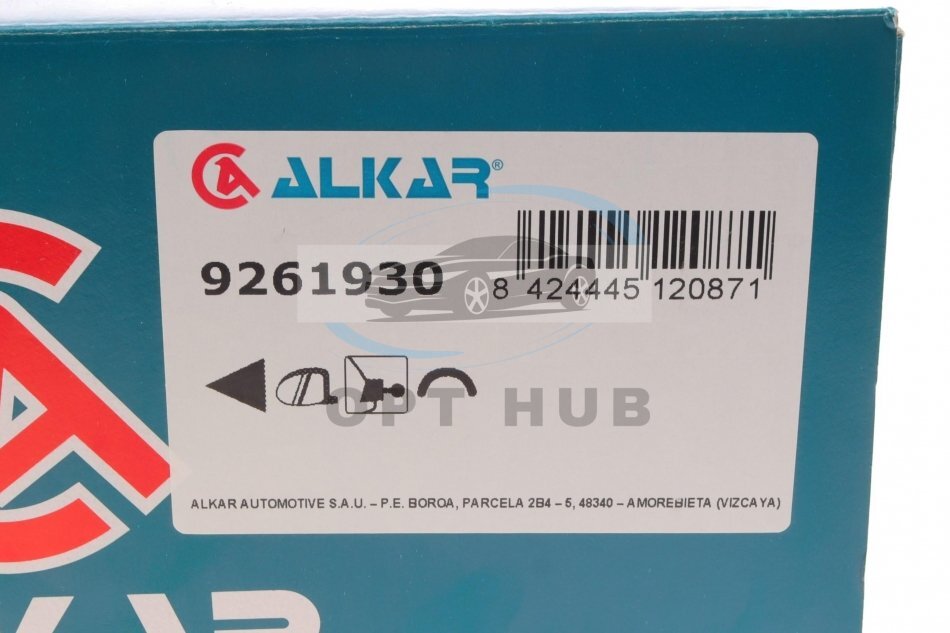 ALKAR®
9261930
8 424445 120871
OPT HUB
ALKAR AUTOMOTIVE S.A.U. – P.E. BOROA, PARCELA 2B4 – 5, 48340 – AMOREBIETA (VIZCAYA)